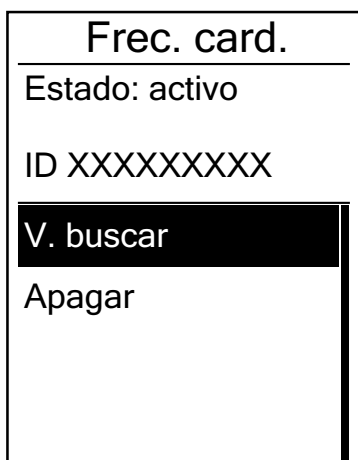 Frec. card.
Estado: activo
ID XXXXXXXXX
V. buscar
Apagar